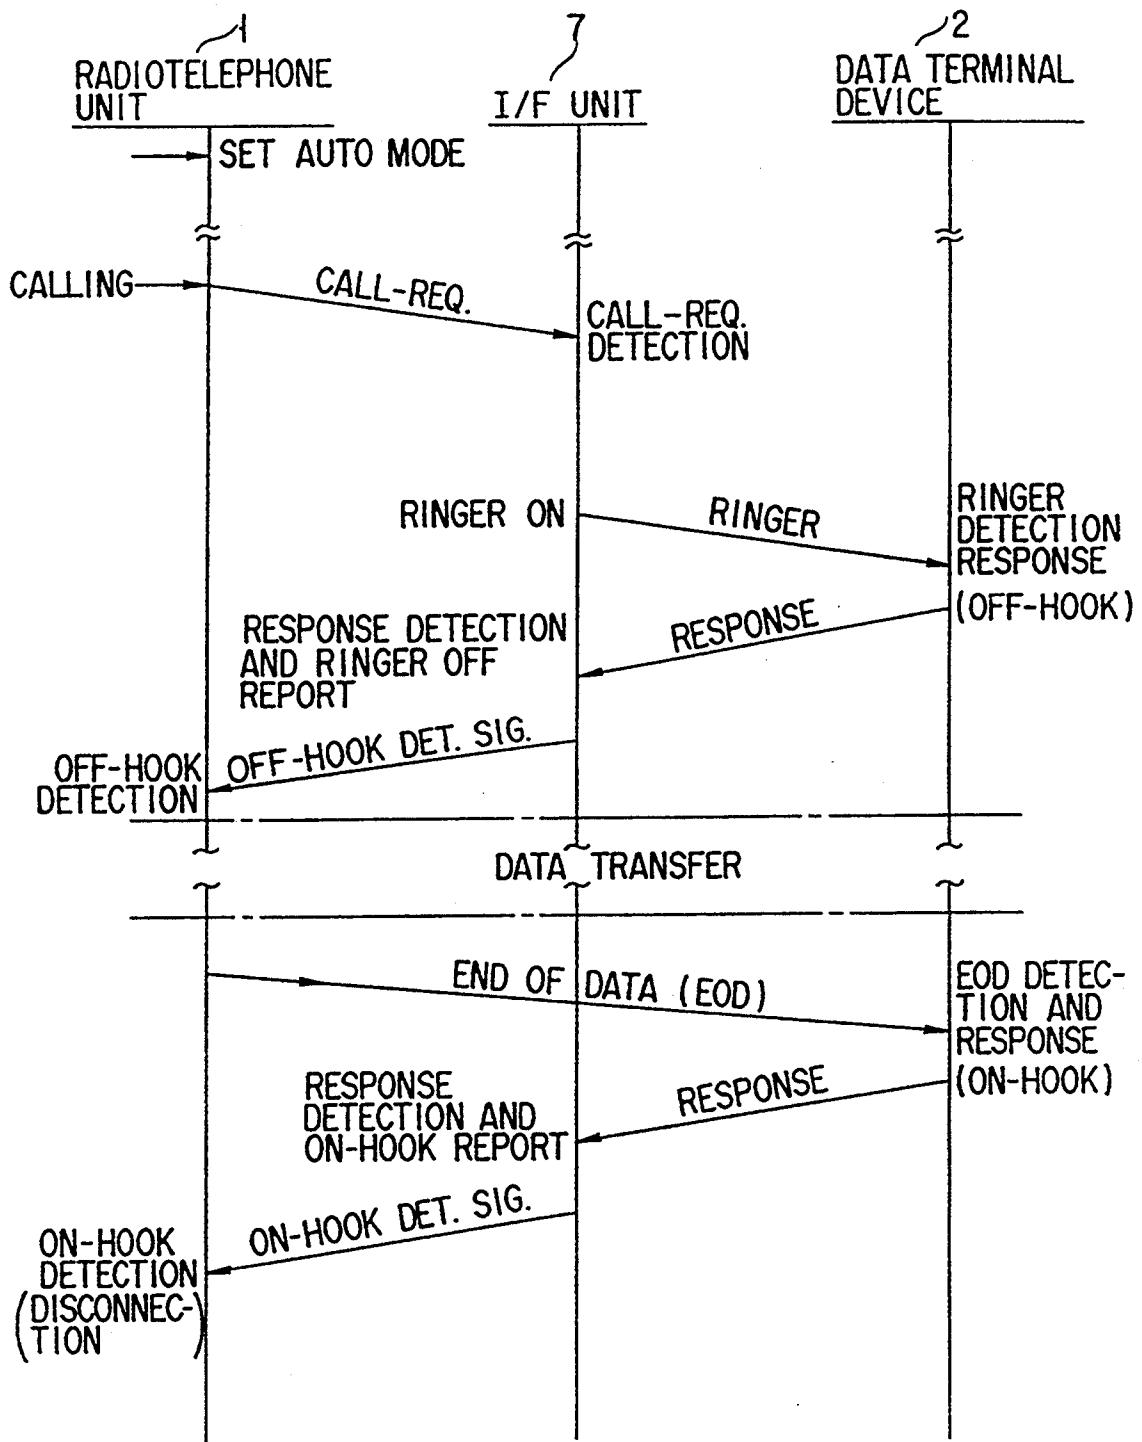 1
7
2
RADIOTELEPHONE
UNIT
I/F UNIT
DATA TERMINAL
DEVICE
SET AUTO MODE
CALLING
CALL-REQ.
CALL-REQ.
DETECTION
RINGER ON
RINGER
RINGER
DETECTION
RESPONSE
(OFF-HOOK)
RESPONSE
RESPONSE DETECTION
AND RINGER OFF
REPORT
OFF-HOOK DET. SIG.
OFF-HOOK
DETECTION
DATA TRANSFER
END OF DATA (EOD)
EOD DETEC-
TION AND
RESPONSE
(ON-HOOK)
RESPONSE
RESPONSE
DETECTION AND
ON-HOOK REPORT
ON-HOOK DET. SIG.
ON-HOOK
DETECTION
(DISCONNEC-
TION)